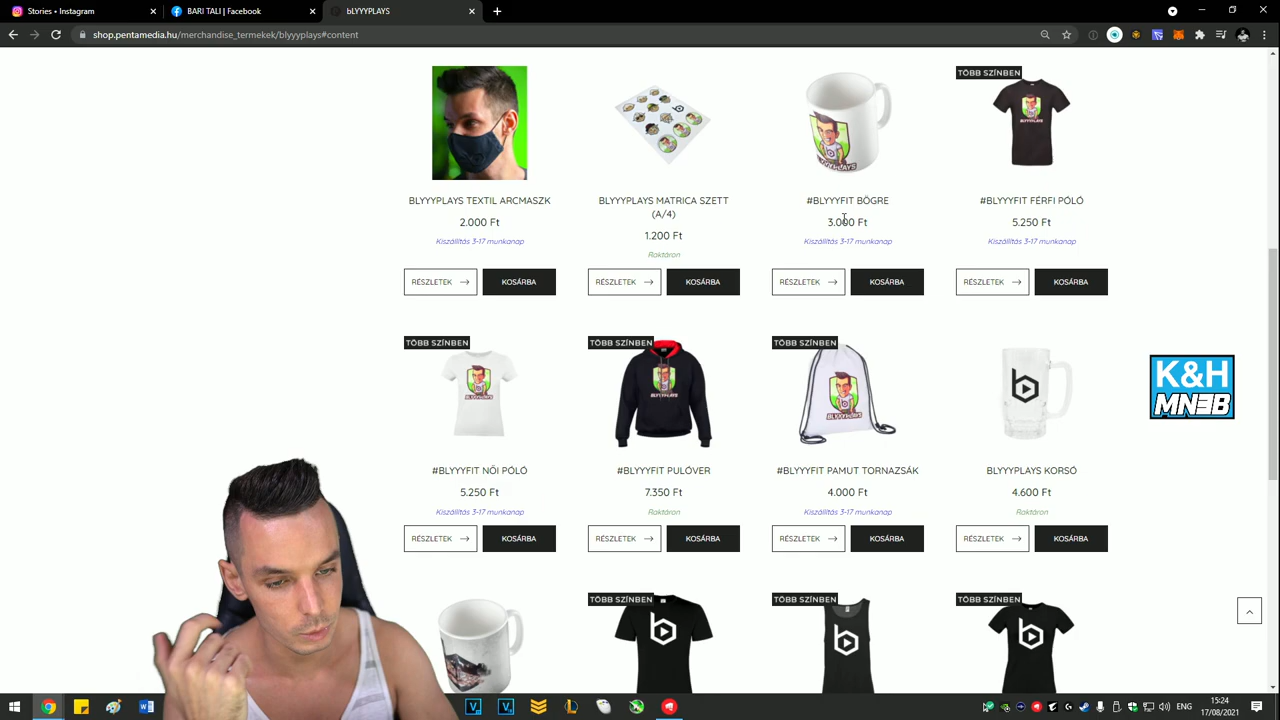 Stories • Instagram
BARI TALI | Facebook
bLYYYPLAYS
shop.pentamedia.hu/merchandise_termekek/blyyyplays#content
TÖBB SZÍNBEN
BLYYYPLAYS TEXTIL ARCMASZK
2.000 Ft
Kiszállítás 3-17 munkanap
RÉSZLETEK
KOSÁRBA
BLYYYPLAYS MATRICA SZETT
(A/4)
1.200 Ft
Raktáron
RÉSZLETEK
KOSÁRBA
#BLYYYFIT BÖGRE
3.000 Ft
Kiszállítás 3-17 munkanap
RÉSZLETEK
KOSÁRBA
#BLYYYFIT FÉRFI PÓLÓ
5.250 Ft
Kiszállítás 3-17 munkanap
RÉSZLETEK
KOSÁRBA
TÖBB SZÍNBEN
#BLYYYFIT NŐI PÓLÓ
5.250 Ft
Kiszállítás 3-17 munkanap
RÉSZLETEK
KOSÁRBA
TÖBB SZÍNBEN
#BLYYYFIT PULÓVER
7.350 Ft
Raktáron
RÉSZLETEK
KOSÁRBA
TÖBB SZÍNBEN
BLYYYPLAYS
#BLYYYFIT PAMUT TORNAZSÁK
4.000 Ft
Kiszállítás 3-17 munkanap
RÉSZLETEK
KOSÁRBA
BLYYYPLAYS KORSÓ
4.600 Ft
Raktáron
RÉSZLETEK
KOSÁRBA
K&H
MN3B
TÖBB SZÍNBEN
TÖBB SZÍNBEN
TÖBB SZÍNBEN
ENG
15:24
17/08/2021